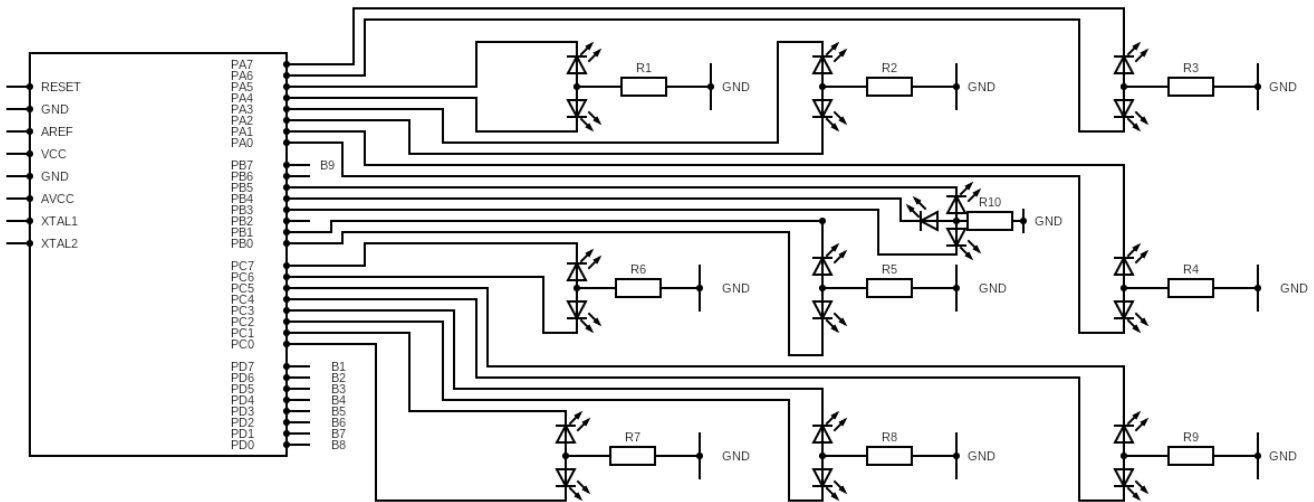 RESET
GND
AREF
VCC
GND
AVCC
XTAL1
XTAL2
PA7
PA6
PA5
PA4
PA3
PA2
PA1
PA0
PB7 B9
PB6
PB5
PB4
PB3
PB2
PB1
PB0
PC7
PC6
PC5
PC4
PC3
PC2
PC1
PC0
PD7 B1
PD6 B2
PD5 B3
PD4 B4
PD3 B5
PD2 B6
PD1 B7
PD0 B8
R1
GND
R2
GND
R3
GND
R10
GND
R6
GND
R5
GND
R4
GND
R7
GND
R8
GND
R9
GND